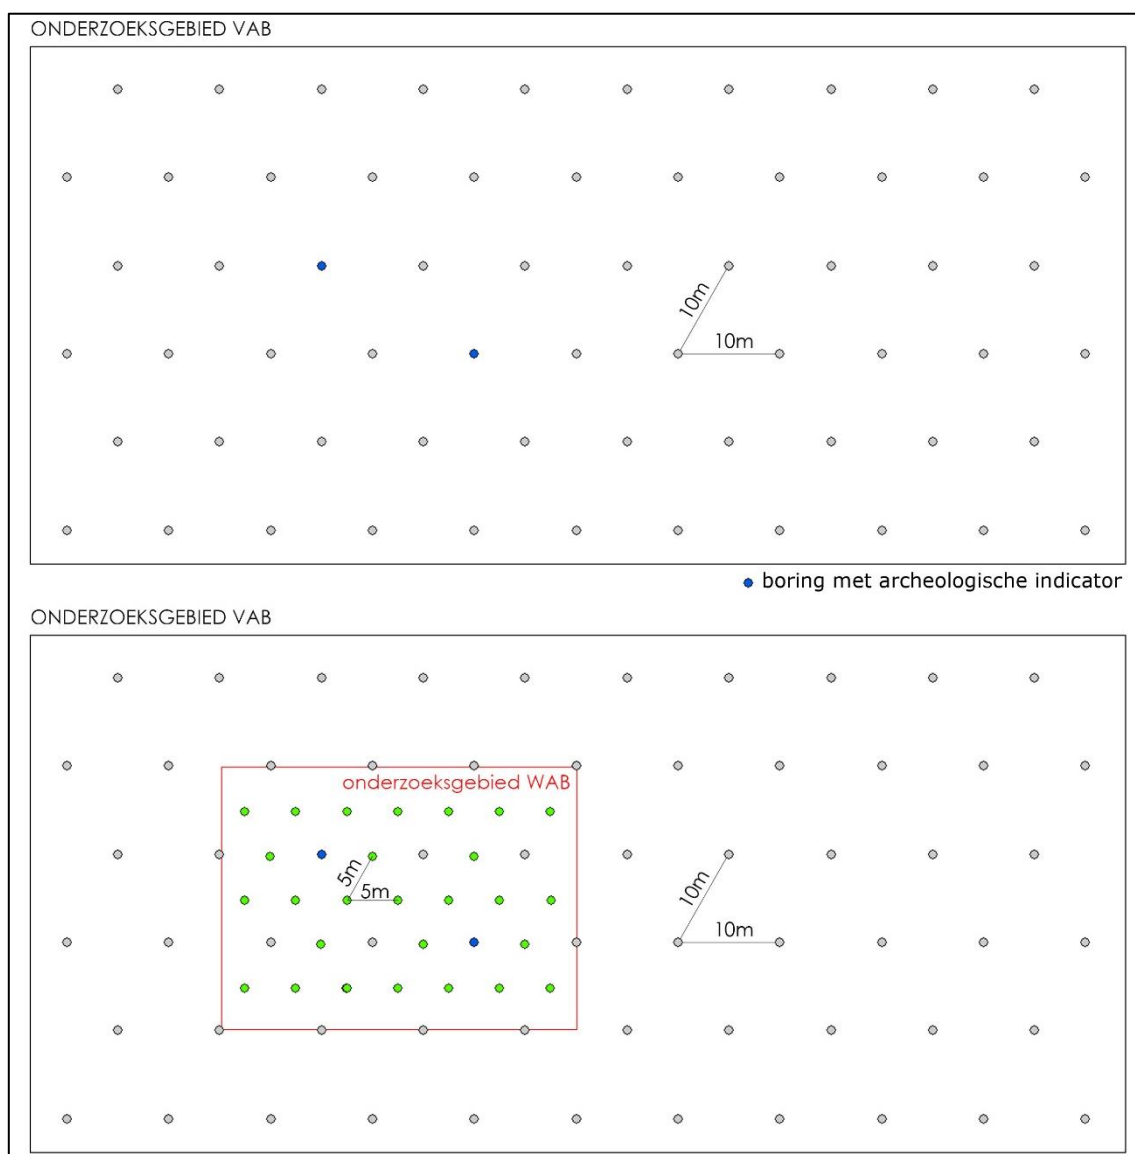 ONDERZOEKSGEBIED VAB
10m
10m
boring met archeologische indicator
ONDERZOEKSGEBIED VAB
onderzoeksgebied WAB
5m
5m
10m
10m